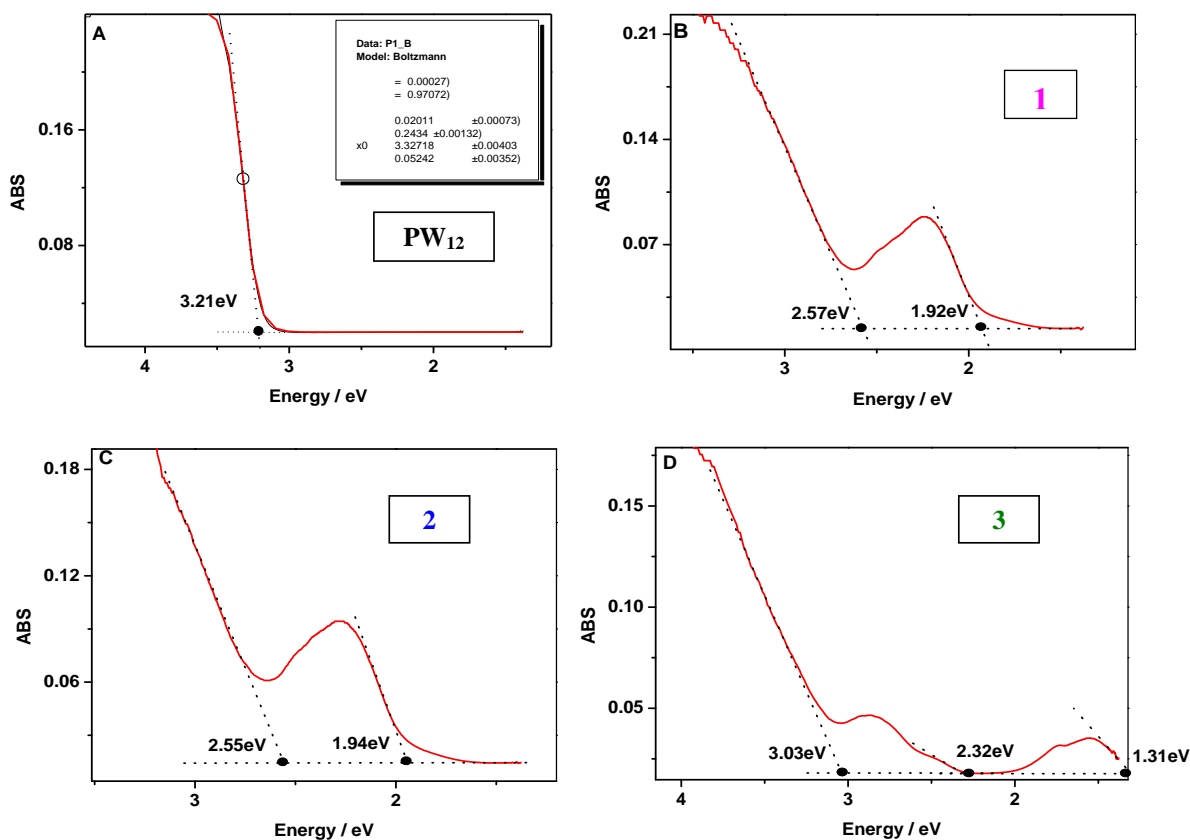 A
Data: P1_B
Model: Boltzmann
= 0.00027)
= 0.97072)
0.02011 ±0.00073)
0.2434 ±0.00132)
x0 3.32718 ±0.00403
0.05242 ±0.00352)
PW12
0.16
0.08
ABS
3.21eV
4 3 2
Energy / eV
B
1
0.21
0.14
0.07
ABS
2.57eV 1.92eV
3 2
Energy / eV
C
2
0.18
0.12
0.06
ABS
2.55eV 1.94eV
3 2
Energy / eV
D
3
0.15
0.10
0.05
ABS
3.03eV 2.32eV 1.31eV
4 3 2
Energy / eV